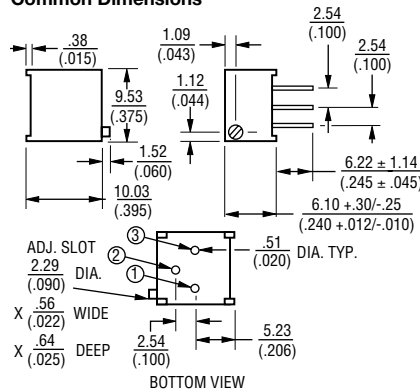 Common Dimensions
.38
(.015)
9.53
(.375)
1.52
(.060)
10.03
(.395)
1.09
(.043)
1.12
(.044)
2.54
(.100)
2.54
(.100)
6.22 ± 1.14
(.245 ± .045)
6.10 +.30/-.25
(.240 +.012/-.010)
ADJ. SLOT
2.29
(.090) DIA.
X .56
(.022) WIDE
X .64
(.025) DEEP
3
2
1
.51
(.020) DIA. TYP.
2.54
(.100)
5.23
(.206)
BOTTOM VIEW